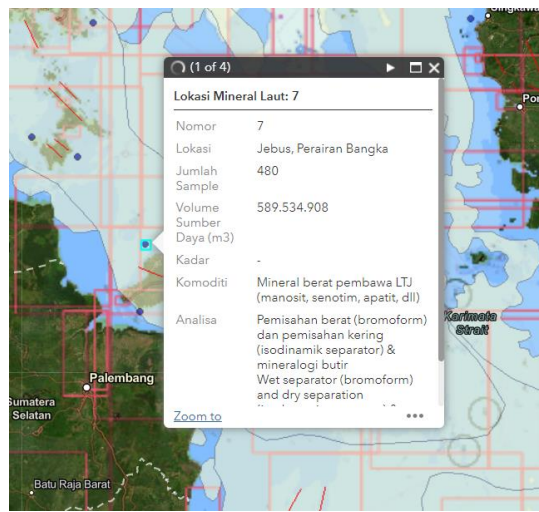 Singkawa
(1 of 4)
Lokasi Mineral Laut: 7
Nomor 7
Lokasi Jebus, Perairan Bangka
Jumlah 480
Sample
Volume 589.534.908
Sumber
Daya (m3)
Kadar -
Komoditi Mineral berat pembawa LTJ
(manosit, senotim, apatit, dll)
Analisa Pemisahan berat (bromoform)
dan pemisahan kering
(isodinamik separator) &
mineralogi butir
Wet separator (bromoform)
and dry separation
Zoom to
Pon
Karimata
Strait
Palembang
Sumatera
Selatan
Batu Raja Barat